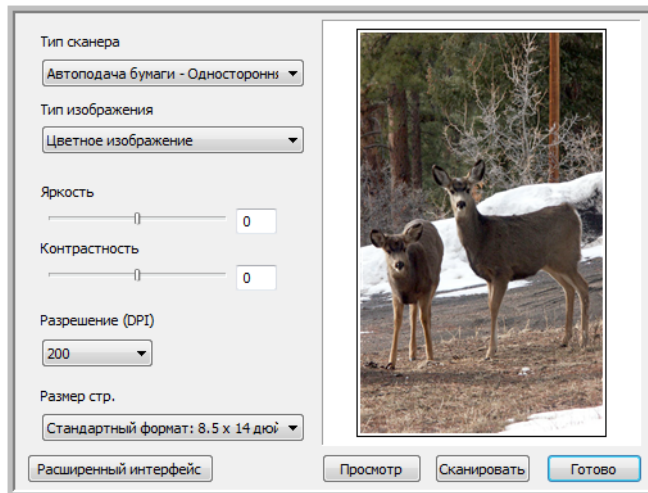 Тип сканера
Автоподача бумаги - Односторон
Тип изображения
Цветное изображение
Яркость
0
Контрастность
0
Разрешение (DPI)
200
Размер стр.
Стандартный формат: 8.5 x 14 дюй
Расширенный интерфейс
Просмотр
Сканировать
Готово